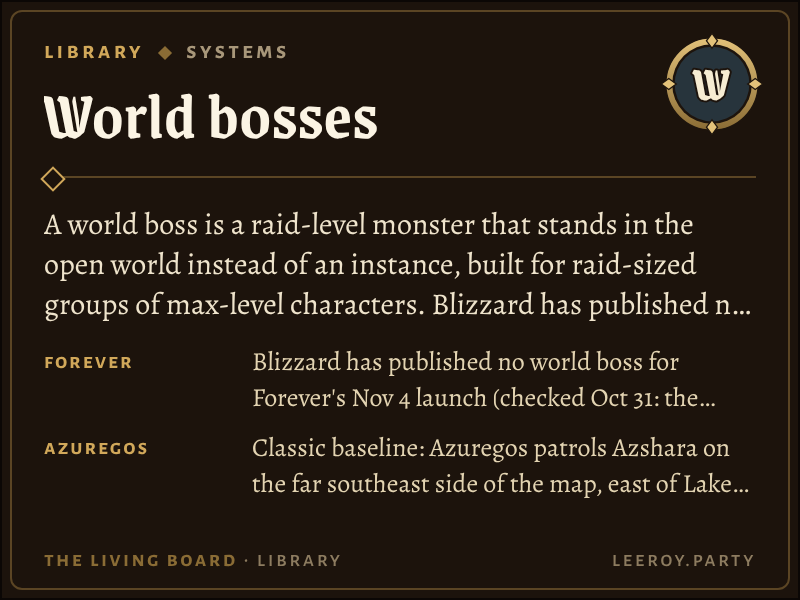 LIBRARY ◆ SYSTEMS
W
World bosses
A world boss is a raid-level monster that stands in the
open world instead of an instance, built for raid-sized
groups of max-level characters. Blizzard has published n…
FOREVER
Blizzard has published no world boss for
Forever's Nov 4 launch (checked Oct 31: the…
AZUREGOS
Classic baseline: Azuregos patrols Azshara on
the far southeast side of the map, east of Lake…
THE LIVING BOARD · LIBRARY
LEEROY.PARTY